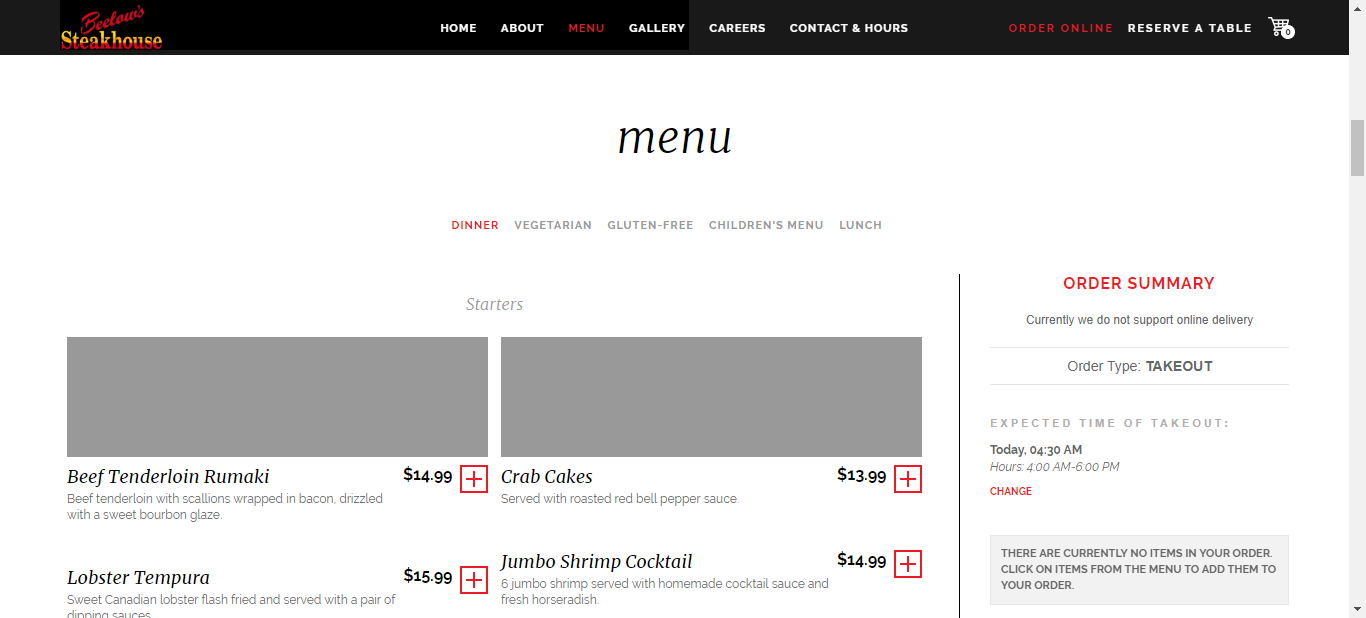 Beelow's
Steakhouse
HOME ABOUT MENU GALLERY CAREERS CONTACT & HOURS ORDER ONLINE RESERVE A TABLE 0
menu
DINNER VEGETARIAN GLUTEN-FREE CHILDREN'S MENU LUNCH
Starters
Beef Tenderloin Rumaki $14.99
Beef tenderloin with scallions wrapped in bacon, drizzled
with a sweet bourbon glaze.
Crab Cakes $13.99
Served with roasted red bell pepper sauce.
Lobster Tempura $15.99
Sweet Canadian lobster flash fried and served with a pair of
dipping sauces
Jumbo Shrimp Cocktail $14.99
6 jumbo shrimp served with homemade cocktail sauce and
fresh horseradish.
ORDER SUMMARY
Currently we do not support online delivery
Order Type: TAKEOUT
EXPECTED TIME OF TAKEOUT:
Today, 04:30 AM
Hours: 4:00 AM-6:00 PM
CHANGE
THERE ARE CURRENTLY NO ITEMS IN YOUR ORDER.
CLICK ON ITEMS FROM THE MENU TO ADD THEM TO
YOUR ORDER.